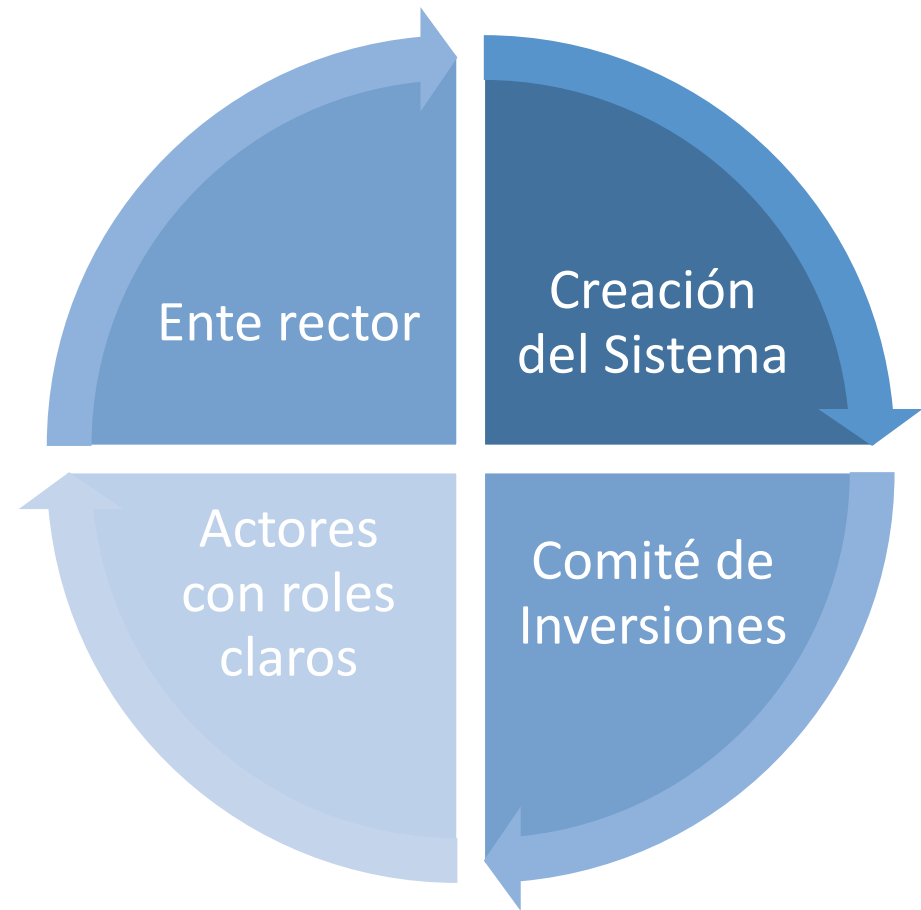 Ente rector
Creación
del Sistema
Actores
con roles
claros
Comité de
Inversiones